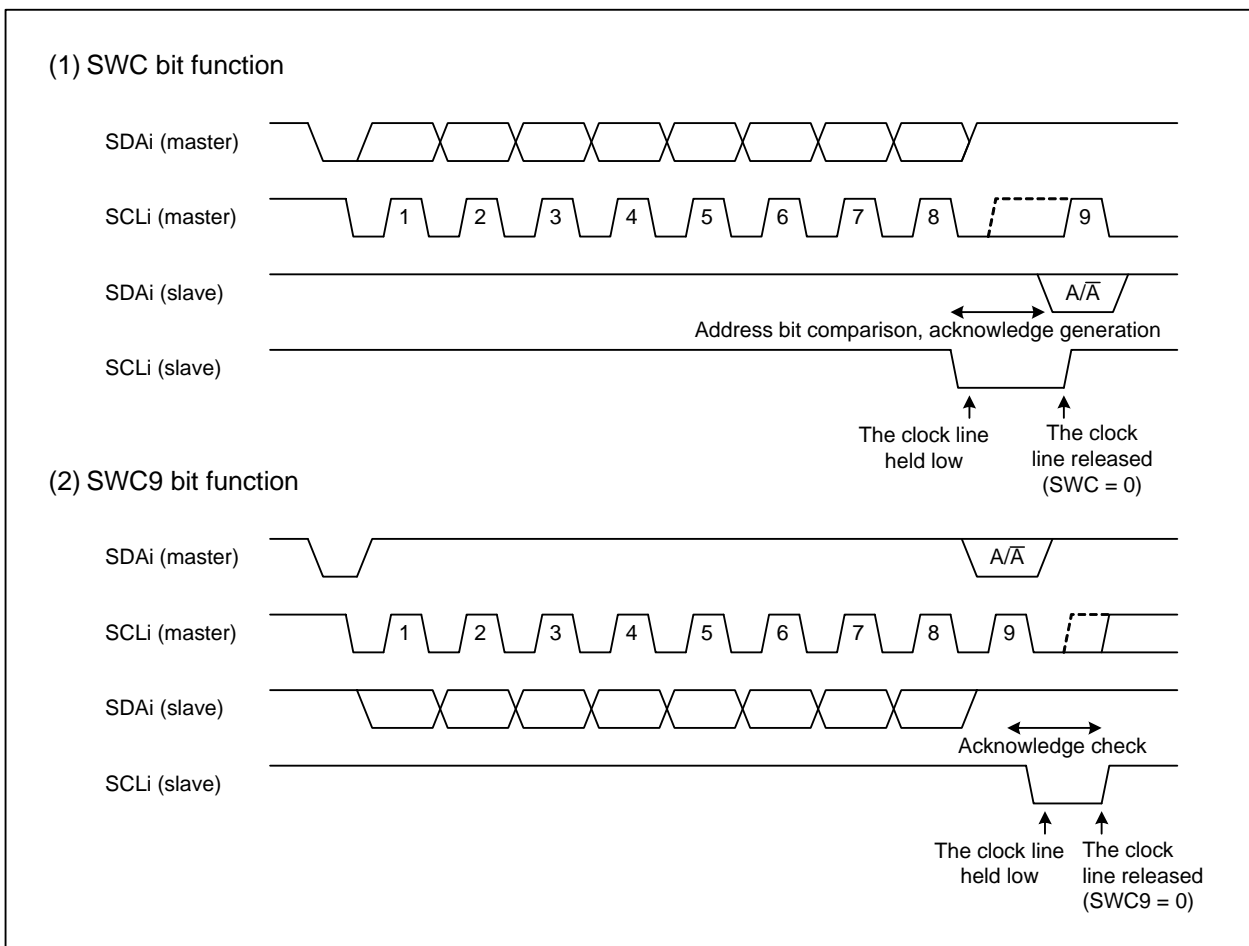 (1) SWC bit function
SDAi (master)
SCLi (master)
1 2 3 4 5 6 7 8 9
SDAi (slave)
A/A̅
Address bit comparison, acknowledge generation
SCLi (slave)
The clock line
held low
The clock
line released
(SWC = 0)
(2) SWC9 bit function
SDAi (master)
A/A̅
SCLi (master)
1 2 3 4 5 6 7 8 9
SDAi (slave)
Acknowledge check
SCLi (slave)
The clock line
held low
The clock
line released
(SWC9 = 0)